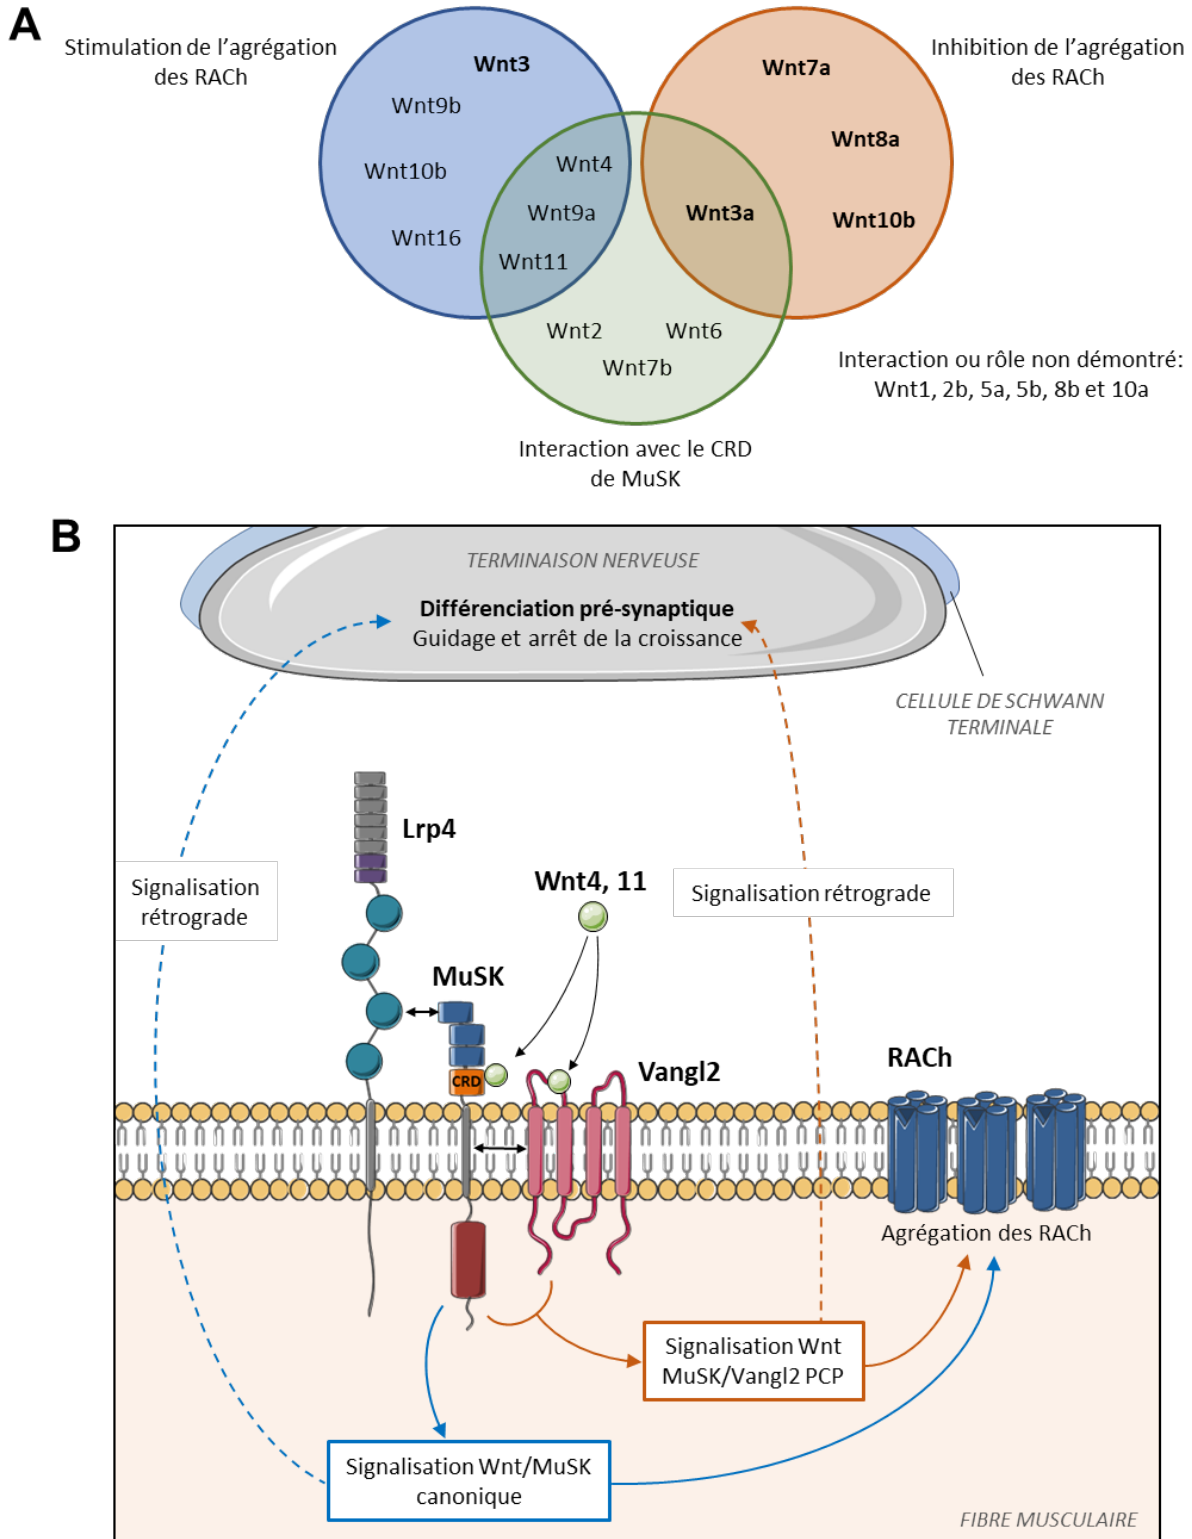 A
Stimulation de l’agrégation
des RACh
Inhibition de l’agrégation
des RACh
Wnt3
Wnt9b
Wnt10b
Wnt16
Wnt4
Wnt9a
Wnt11
Wnt7a
Wnt8a
Wnt3a
Wnt10b
Wnt2
Wnt6
Wnt7b
Interaction ou rôle non démontré:
Wnt1, 2b, 5a, 5b, 8b et 10a
Interaction avec le CRD
de MuSK
B
TERMINAISON NERVEUSE
Différenciation pré-synaptique
Guidage et arrêt de la croissance
CELLULE DE SCHWANN
TERMINALE
Lrp4
Signalisation
rétrograde
Wnt4, 11
Signalisation rétrograde
MuSK
CRD
Vangl2
RACh
Agrégation des RACh
Signalisation Wnt
MuSK/Vangl2 PCP
Signalisation Wnt/MuSK
canonique
FIBRE MUSCULAIRE